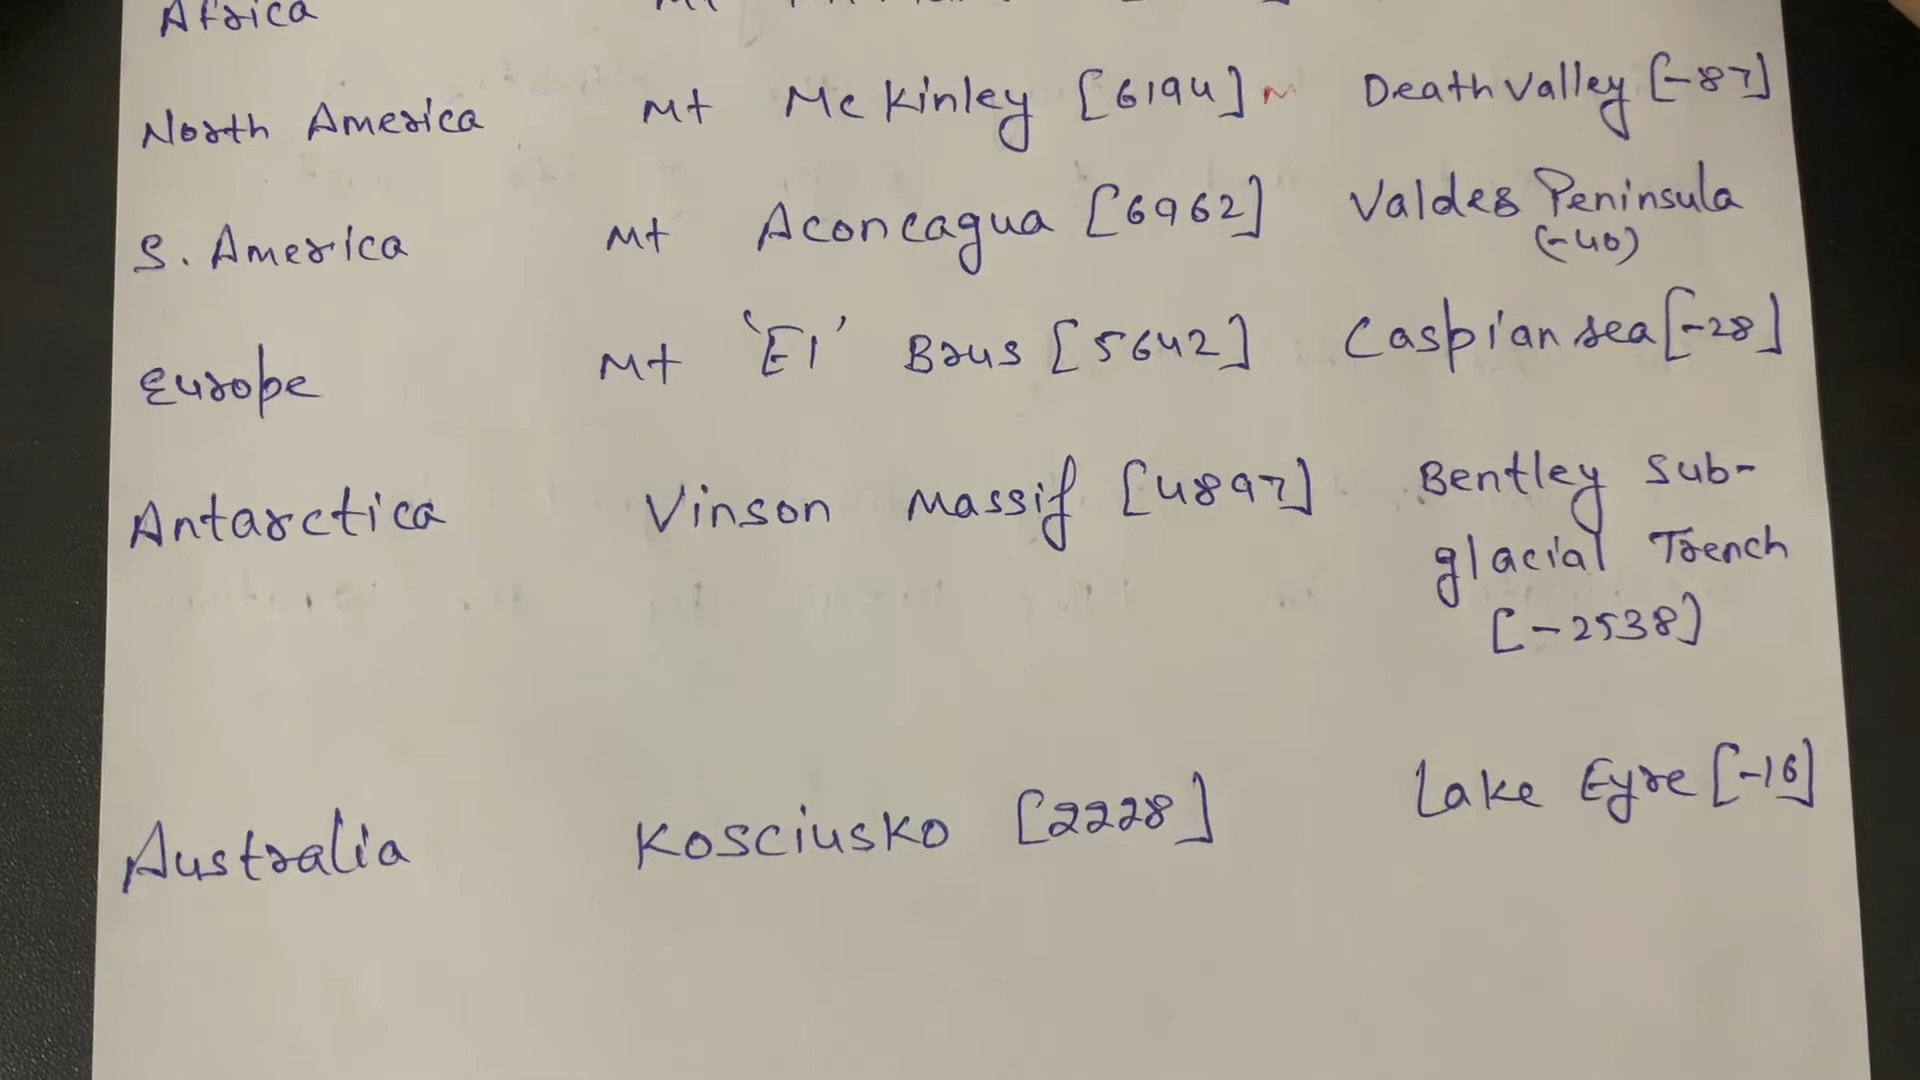 Africa Mt
North America Mt McKinley [6194] Death Valley [-87]
S. America Mt Aconcagua [6962] Valdes Peninsula
(-40)
Europe Mt 'El' Brus [5642] Caspian sea [-28]
Antarctica Vinson Massif [4897] Bentley Sub-
glacial Trench
[-2538]
Australia Kosciusko [2228] Lake Eyre [-16]